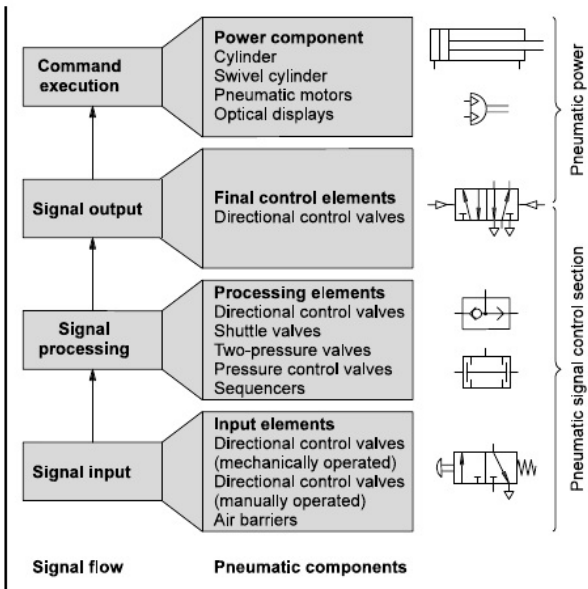 Command
execution
Power component
Cylinder
Swivel cylinder
Pneumatic motors
Optical displays
Pneumatic power
Signal output
Final control elements
Directional control valves
Signal
processing
Processing elements
Directional control valves
Shuttle valves
Two-pressure valves
Pressure control valves
Sequencers
Pneumatic signal control section
Signal input
Input elements
Directional control valves
(mechanically operated)
Directional control valves
(manually operated)
Air barriers
Signal flow
Pneumatic components